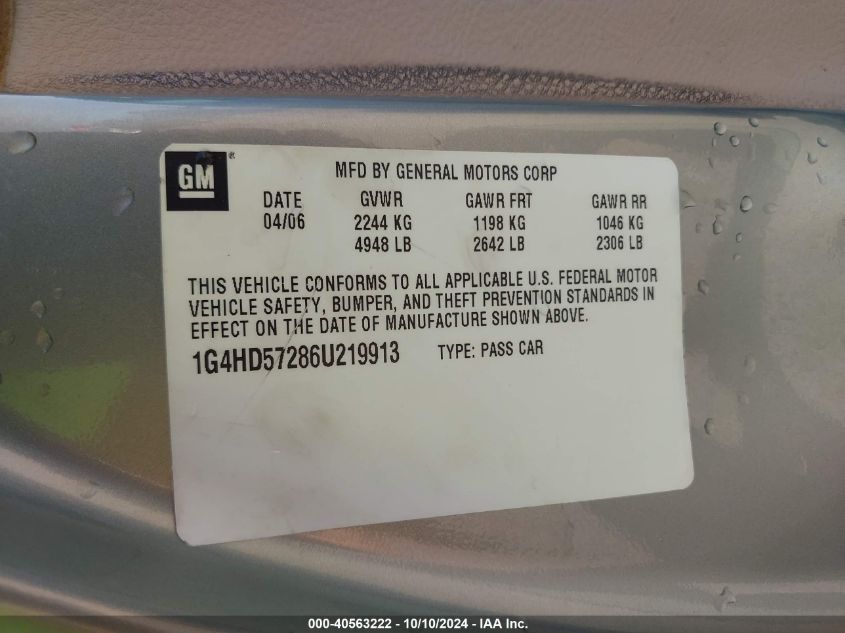 GM®
MFD BY GENERAL MOTORS CORP
DATE GVWR GAWR FRT GAWR RR
04/06 2244 KG 1198 KG 1046 KG
4948 LB 2642 LB 2306 LB
THIS VEHICLE CONFORMS TO ALL APPLICABLE U.S. FEDERAL MOTOR
VEHICLE SAFETY, BUMPER, AND THEFT PREVENTION STANDARDS IN
EFFECT ON THE DATE OF MANUFACTURE SHOWN ABOVE.
1G4HD57286U219913 TYPE: PASS CAR
000-40563222 - 10/10/2024 - IAA Inc.